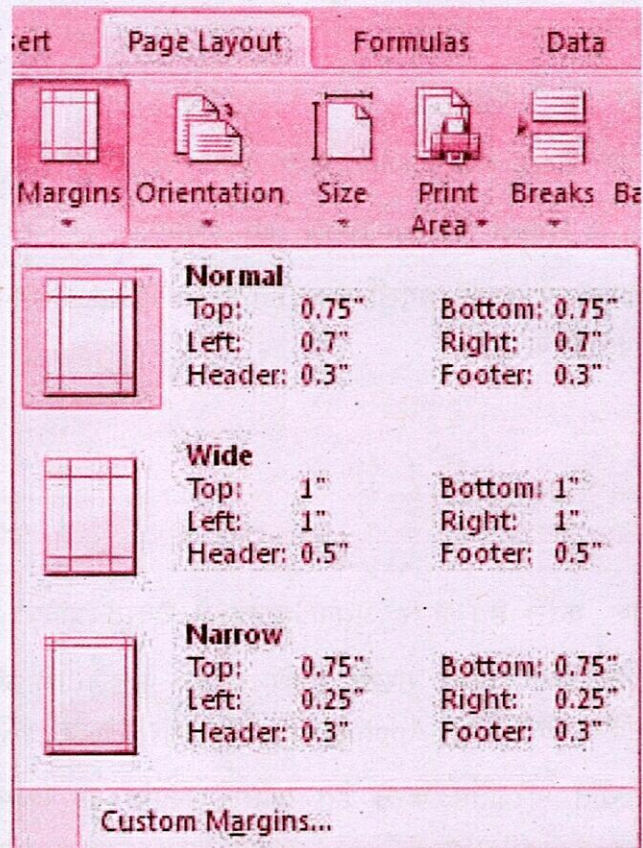 ert Page Layout Formulas Data
Margins Orientation Size Print Area Breaks Ba
Normal
Top: 0.75" Bottom: 0.75"
Left: 0.7" Right: 0.7"
Header: 0.3" Footer: 0.3"
Wide
Top: 1" Bottom: 1"
Left: 1" Right: 1"
Header: 0.5" Footer: 0.5"
Narrow
Top: 0.75" Bottom: 0.75"
Left: 0.25" Right: 0.25"
Header: 0.3" Footer: 0.3"
Custom Margins...